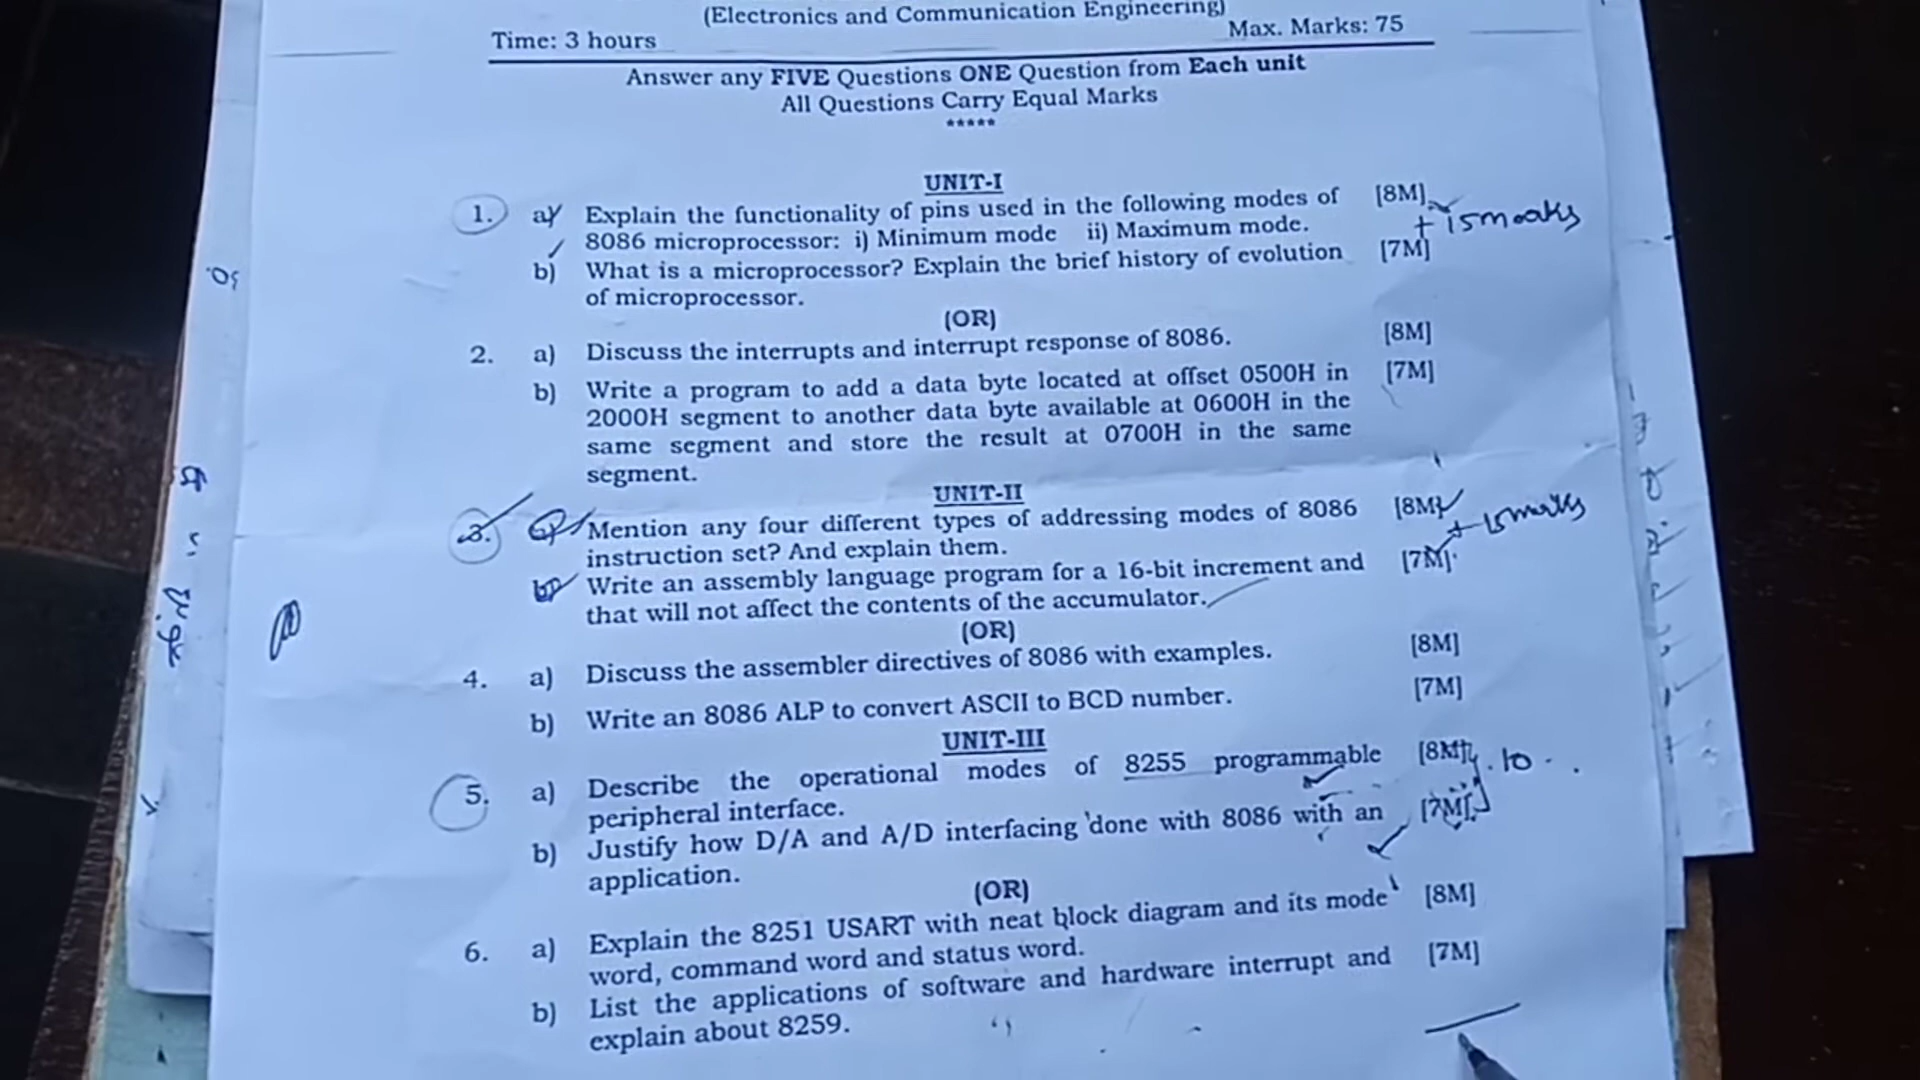 (Electronics and Communication Engineering)
Time: 3 hours Max. Marks: 75
Answer any FIVE Questions ONE Question from Each unit
All Questions Carry Equal Marks
*****
UNIT-I
1. a) Explain the functionality of pins used in the following modes of [8M]
8086 microprocessor: i) Minimum mode ii) Maximum mode. + 15 marks
b) What is a microprocessor? Explain the brief history of evolution [7M]
of microprocessor.
(OR)
2. a) Discuss the interrupts and interrupt response of 8086. [8M]
b) Write a program to add a data byte located at offset 0500H in [7M]
2000H segment to another data byte available at 0600H in the
same segment and store the result at 0700H in the same
segment.
UNIT-II
3. a) Mention any four different types of addressing modes of 8086 [8M]
instruction set? And explain them. + 15 marks
b) Write an assembly language program for a 16-bit increment and [7M]
that will not affect the contents of the accumulator.
(OR)
4. a) Discuss the assembler directives of 8086 with examples. [8M]
b) Write an 8086 ALP to convert ASCII to BCD number. [7M]
UNIT-III
5. a) Describe the operational modes of 8255 programmable [8M] 10
peripheral interface.
b) Justify how D/A and A/D interfacing done with 8086 with an [7M]
application.
(OR)
6. a) Explain the 8251 USART with neat block diagram and its mode [8M]
word, command word and status word.
b) List the applications of software and hardware interrupt and [7M]
explain about 8259.